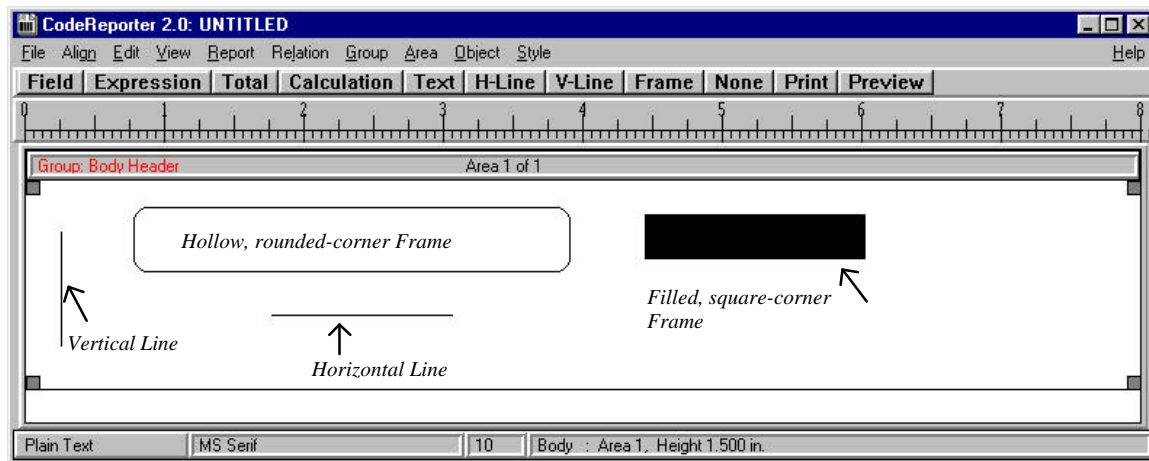 CodeReporter 2.0: UNTITLED
File Align Edit View Report Relation Group Area Object Style Help
Field Expression Total Calculation Text H-Line V-Line Frame None Print Preview
0 1 2 3 4 5 6 7 8
Group: Body Header Area 1 of 1
Hollow, rounded-corner Frame
Filled, square-corner
Frame
Vertical Line
Horizontal Line
Plain Text MS Serif 10 Body : Area 1, Height 1.500 in.